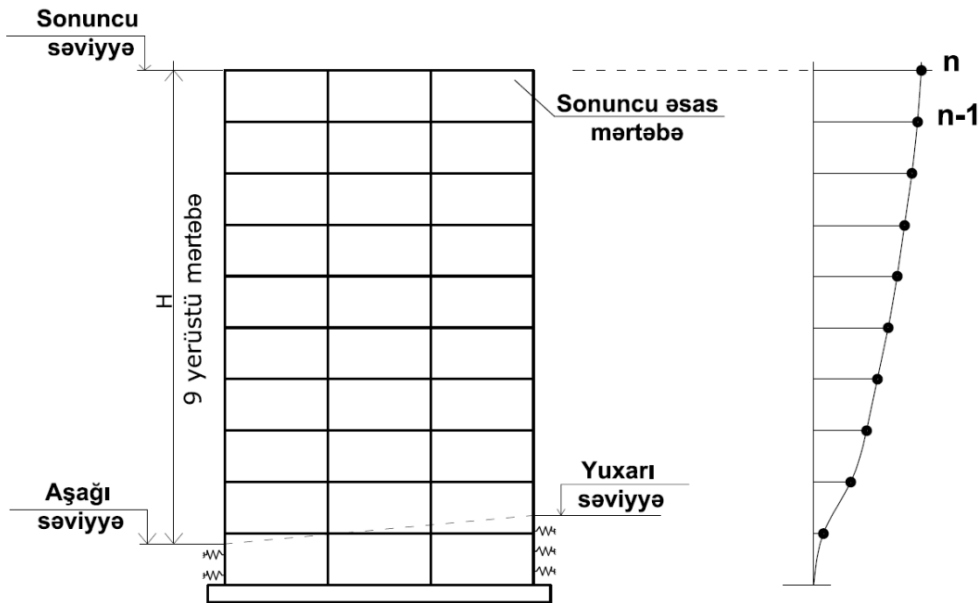 Sonuncu
səviyyə
n
Sonuncu əsas
mərtəbə
n-1
H
9 yerüstü mərtəbə
Yuxarı
səviyyə
Aşağı
səviyyə